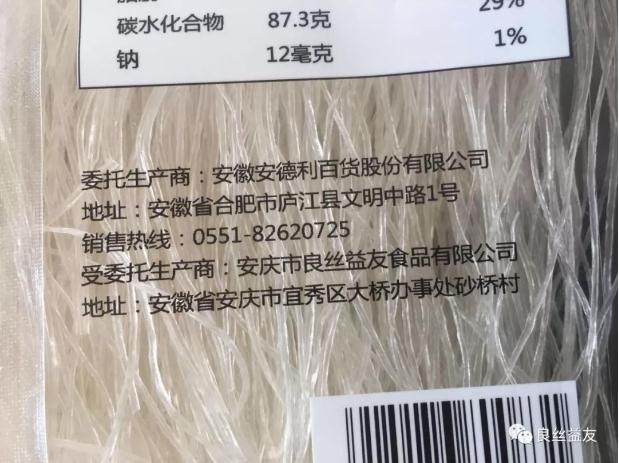 29%
碳水化合物 87.3克
钠 12毫克 1%
委托生产商：安徽安德利百货股份有限公司
地址：安徽省合肥市庐江县文明中路1号
销售热线：0551-82620725
受委托生产商：安庆市良丝益友食品有限公司
地址：安徽省安庆市宜秀区大桥办事处砂桥村
良丝益友